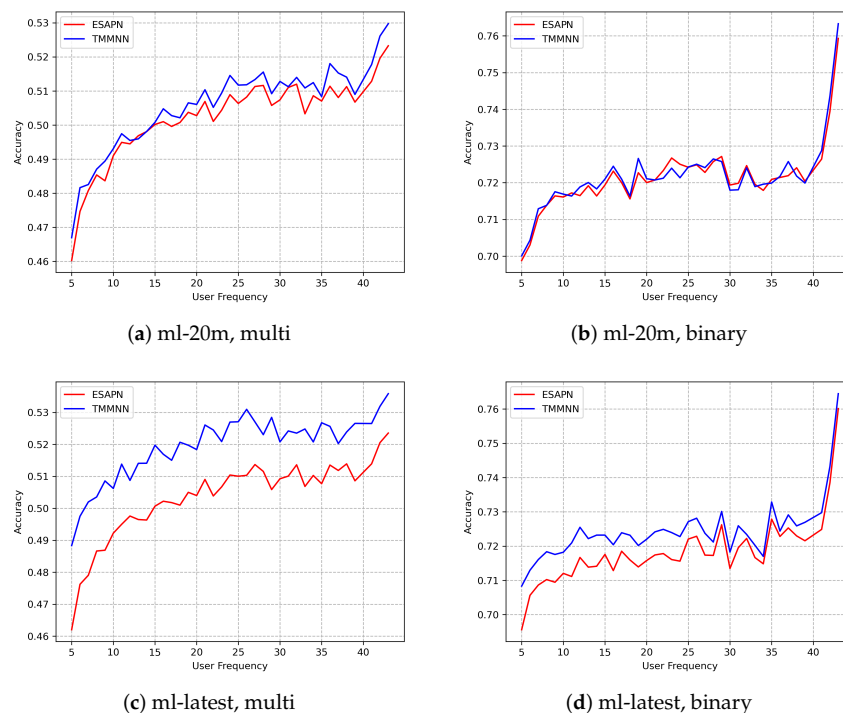 0.53
0.52
0.51
0.50
0.49
0.48
0.47
0.46
Accuracy
ESAPN
TMMNN
5 10 15 20 25 30 35 40
User Frequency
(a) ml-20m, multi
0.76
0.75
0.74
0.73
0.72
0.71
0.70
Accuracy
ESAPN
TMMNN
5 10 15 20 25 30 35 40
User Frequency
(b) ml-20m, binary
0.53
0.52
0.51
0.50
0.49
0.48
0.47
0.46
Accuracy
ESAPN
TMMNN
5 10 15 20 25 30 35 40
User Frequency
(c) ml-latest, multi
0.76
0.75
0.74
0.73
0.72
0.71
0.70
Accuracy
ESAPN
TMMNN
5 10 15 20 25 30 35 40
User Frequency
(d) ml-latest, binary